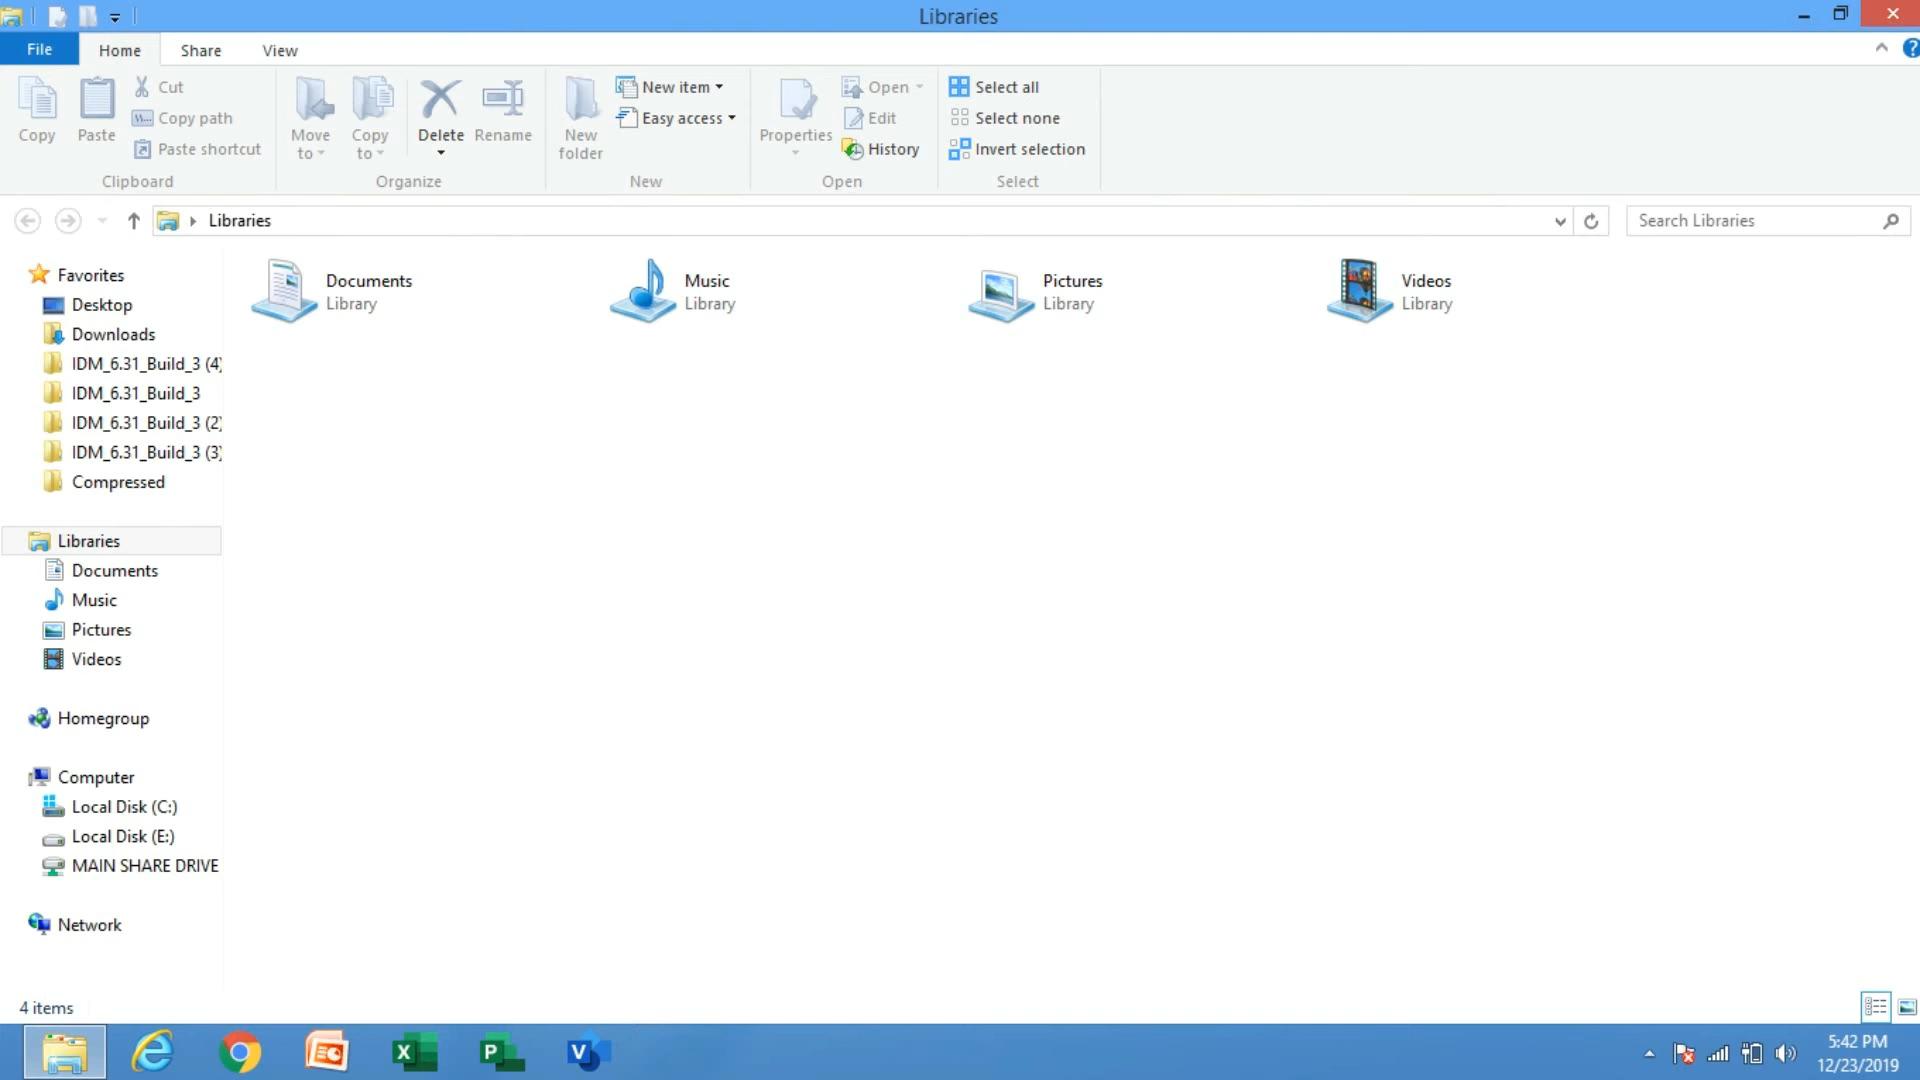 Libraries
File
Home
Share
View
Copy
Paste
Cut
Copy path
Paste shortcut
Clipboard
Move to
Copy to
Delete
Rename
Organize
New folder
New item
Easy access
New
Properties
Open
Edit
History
Open
Select all
Select none
Invert selection
Select
Libraries
Search Libraries
Favorites
Desktop
Downloads
IDM_6.31_Build_3 (4)
IDM_6.31_Build_3
IDM_6.31_Build_3 (2)
IDM_6.31_Build_3 (3)
Compressed
Libraries
Documents
Music
Pictures
Videos
Homegroup
Computer
Local Disk (C:)
Local Disk (E:)
MAIN SHARE DRIVE
Network
Documents
Library
Music
Library
Pictures
Library
Videos
Library
4 items
5:42 PM
12/23/2019